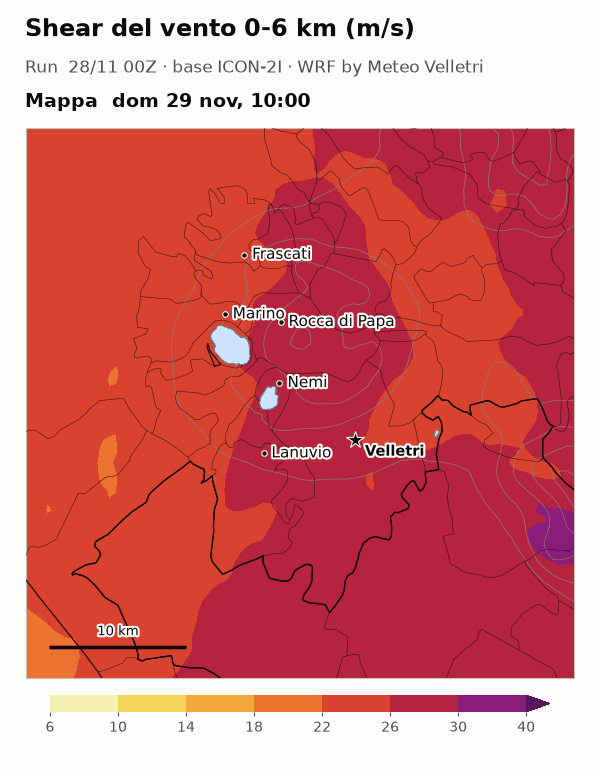 Shear del vento 0-6 km (m/s)
Run  28/11 00Z · base ICON-2I · WRF by Meteo Velletri
Mappa  dom 29 nov, 10:00
Frascati
Marino
Rocca di Papa
Nemi
Velletri
Lanuvio
10 km
6 10 14 18 22 26 30 40